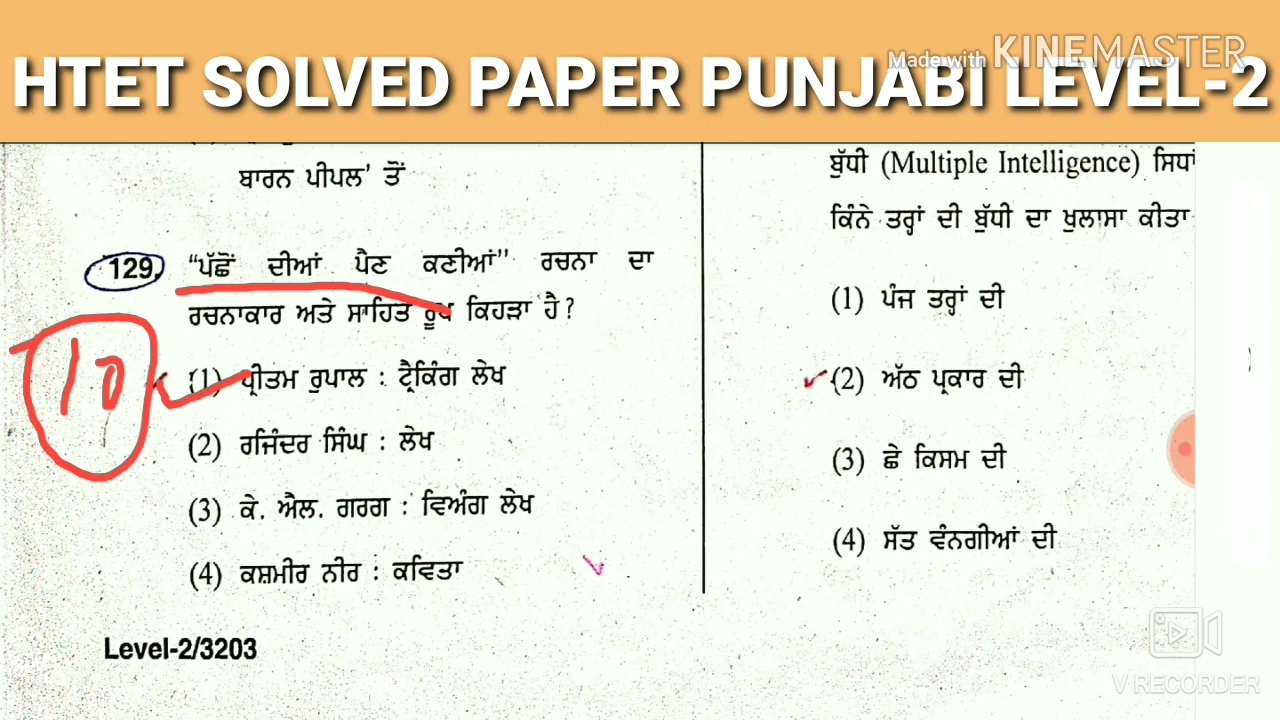 Made with KINEMASTER
HTET SOLVED PAPER PUNJABI LEVEL-2
ਬਾਰਨ ਪੀਪਲ' ਤੋਂ
129. “ਪੱਛੋਂ ਦੀਆਂ ਪੈਣ ਕਣੀਆਂ” ਰਚਨਾ ਦਾ
ਰਚਨਾਕਾਰ ਅਤੇ ਸਾਹਿਤ ਰੂਪ ਕਿਹੜਾ ਹੈ?
10
(1) ਪ੍ਰੀਤਮ ਰੁਪਾਲ : ਟ੍ਰੈਕਿੰਗ ਲੇਖ
(2) ਰਜਿੰਦਰ ਸਿੰਘ : ਲੇਖ
(3) ਕੇ. ਐਲ. ਗਰਗ : ਵਿਅੰਗ ਲੇਖ
(4) ਕਸ਼ਮੀਰ ਨੀਰ : ਕਵਿਤਾ
Level-2/3203
ਬੁੱਧੀ (Multiple Intelligence) ਸਿਧਾਂ
ਕਿੰਨੇ ਤਰ੍ਹਾਂ ਦੀ ਬੁੱਧੀ ਦਾ ਖੁਲਾਸਾ ਕੀਤਾ
(1) ਪੰਜ ਤਰ੍ਹਾਂ ਦੀ
(2) ਅੱਠ ਪ੍ਰਕਾਰ ਦੀ
(3) ਛੇ ਕਿਸਮ ਦੀ
(4) ਸੱਤ ਵੰਨਗੀਆਂ ਦੀ
V RECORDER